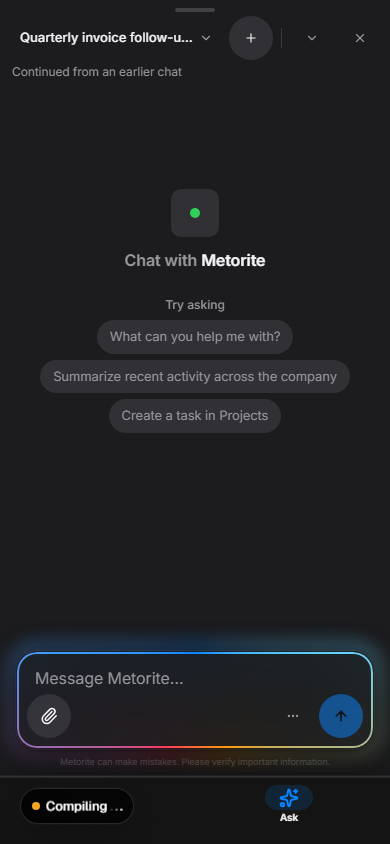 Quarterly invoice follow-u...
Continued from an earlier chat
Chat with Metorite
Try asking
What can you help me with?
Summarize recent activity across the company
Create a task in Projects
Message Metorite...
Metorite can make mistakes. Please verify important information.
Compiling ...
Ask